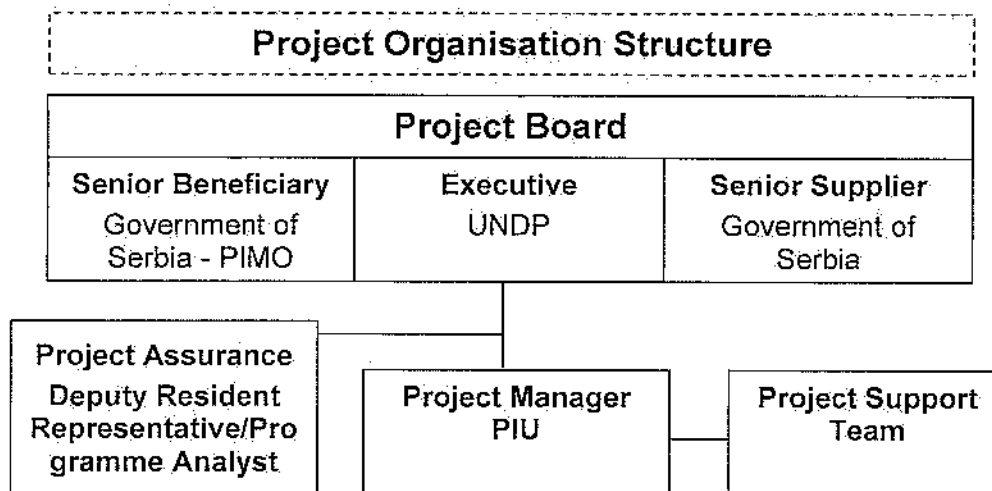 Project Organisation Structure
Project Board
Senior Beneficiary
Government of
Serbia - PIMO
Executive
UNDP
Senior Supplier
Government of
Serbia
Project Assurance
Deputy Resident
Representative/Pro
gramme Analyst
Project Manager
PIU
Project Support
Team